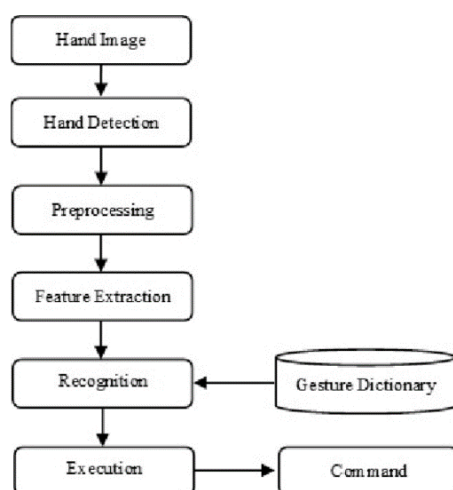 Hand Image
Hand Detection
Preprocessing
Feature Extraction
Recognition
Gesture Dictionary
Execution
Command